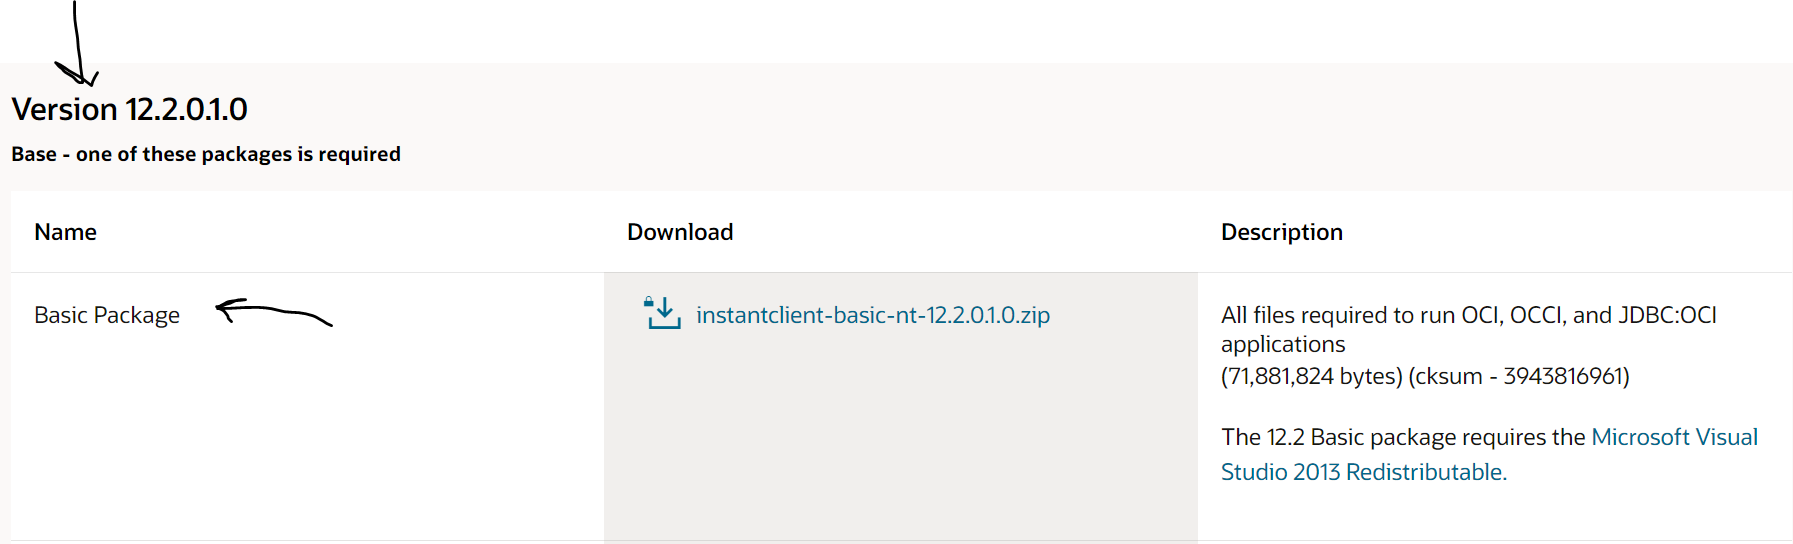 Version 12.2.0.1.0
Base - one of these packages is required
Name
Download
Description
Basic Package
instantclient-basic-nt-12.2.0.1.0.zip
All files required to run OCI, OCCI, and JDBC:OCI
applications
(71,881,824 bytes) (cksum - 3943816961)
The 12.2 Basic package requires the Microsoft Visual
Studio 2013 Redistributable.